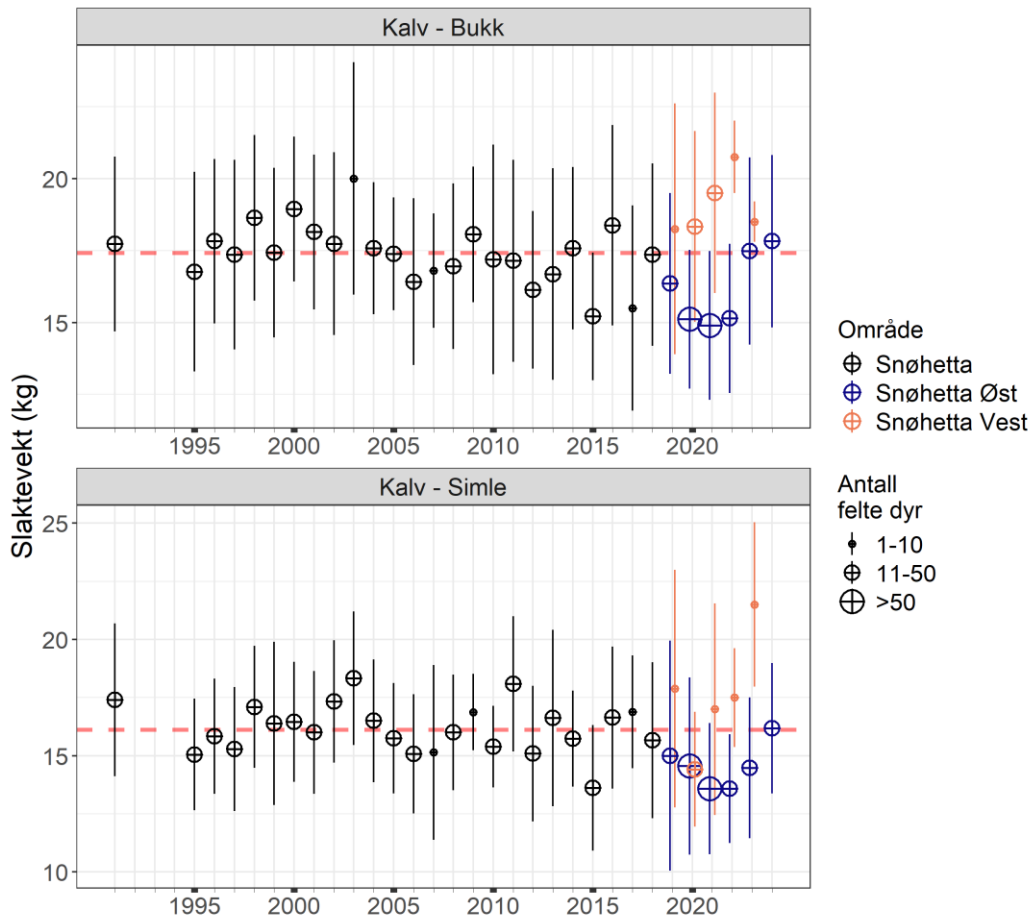 Kalv - Bukk
20
15
1995 2000 2005 2010 2015 2020
Slaktevekt (kg)
Kalv - Simle
25
20
15
10
1995 2000 2005 2010 2015 2020
Område
Snøhetta
Snøhetta Øst
Snøhetta Vest
Antall
felte dyr
1-10
11-50
>50